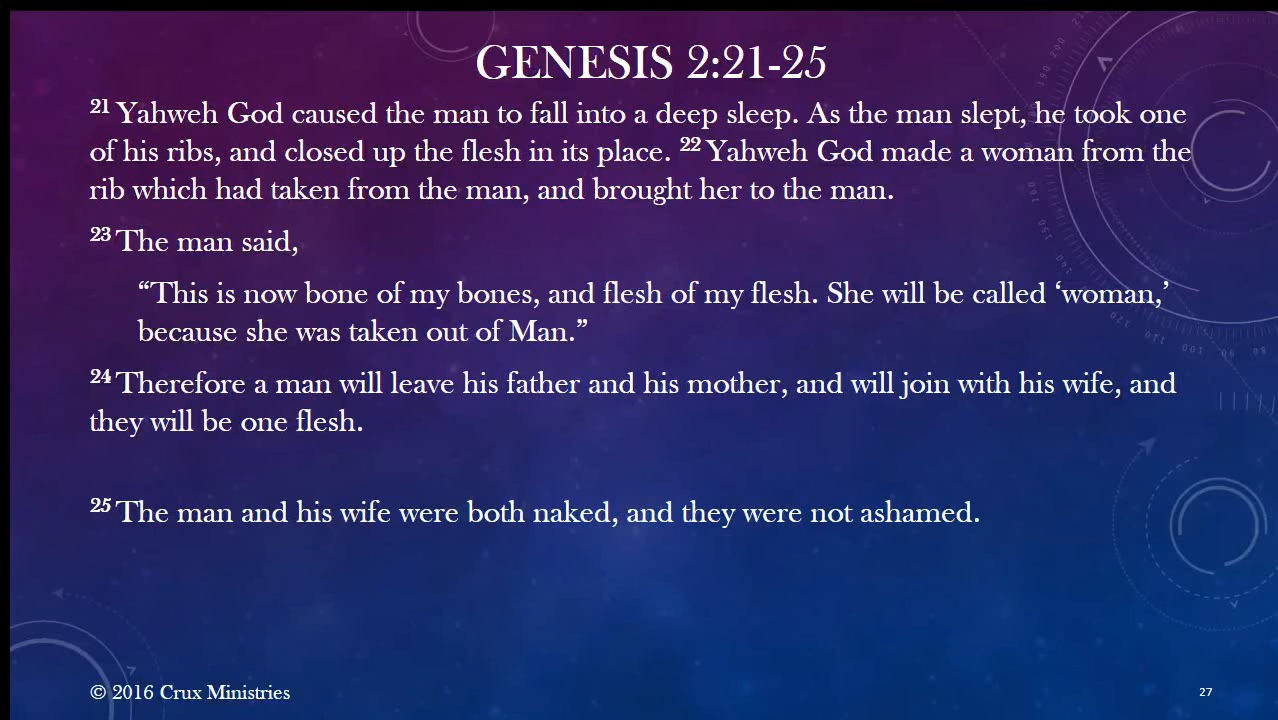 GENESIS 2:21-25
21 Yahweh God caused the man to fall into a deep sleep. As the man slept, he took one
of his ribs, and closed up the flesh in its place. 22 Yahweh God made a woman from the
rib which had taken from the man, and brought her to the man.
23 The man said,
“This is now bone of my bones, and flesh of my flesh. She will be called ‘woman,’
because she was taken out of Man.”
24 Therefore a man will leave his father and his mother, and will join with his wife, and
they will be one flesh.
25 The man and his wife were both naked, and they were not ashamed.
© 2016 Crux Ministries
27